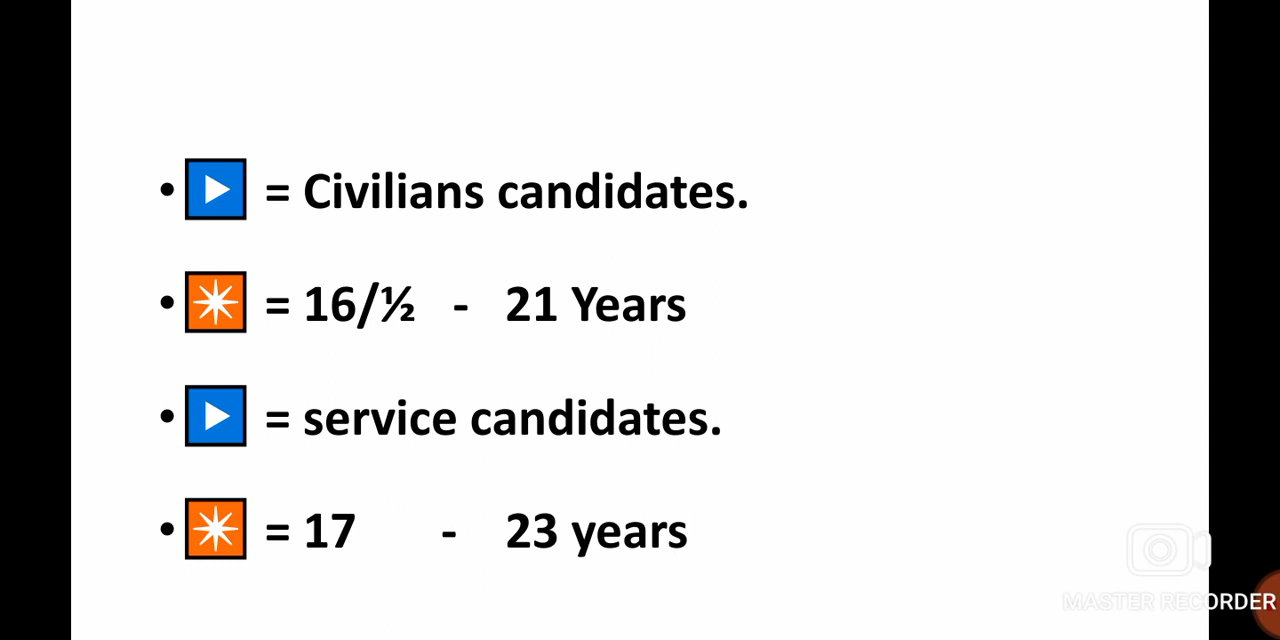 • ▶ = Civilians candidates.
• ✴ = 16/½ - 21 Years
• ▶ = service candidates.
• ✴ = 17 - 23 years
MASTER RECORDER